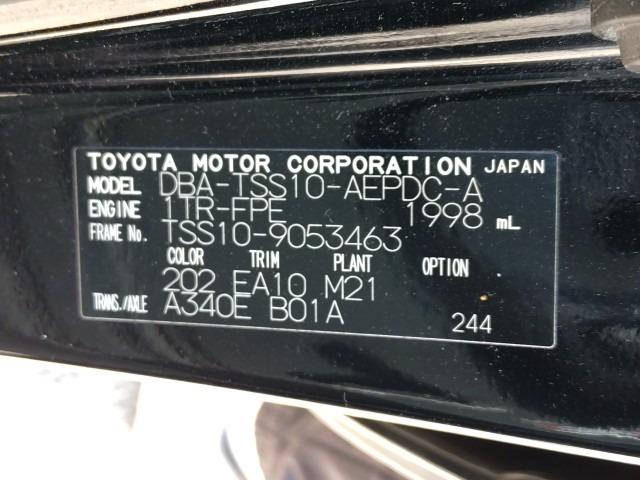 TOYOTA MOTOR CORPORATION JAPAN
MODEL DBA-TSS10-AEPDC-A
ENGINE 1TR-FPE 1998 mL
FRAME No. TSS10-9053463
COLOR TRIM PLANT OPTION
202 EA10 M21
TRANS./AXLE A340E B01A
244